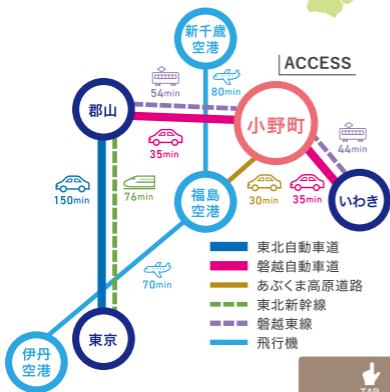 新千歳
空港
ACCESS
54min
80min
郡山
小野町
35min
44min
150min
76min
福島
空港
30min
35min
いわき
70min
東北自動車道
磐越自動車道
あぶくま高原道路
東北新幹線
磐越東線
飛行機
東京
伊丹
空港
TAP